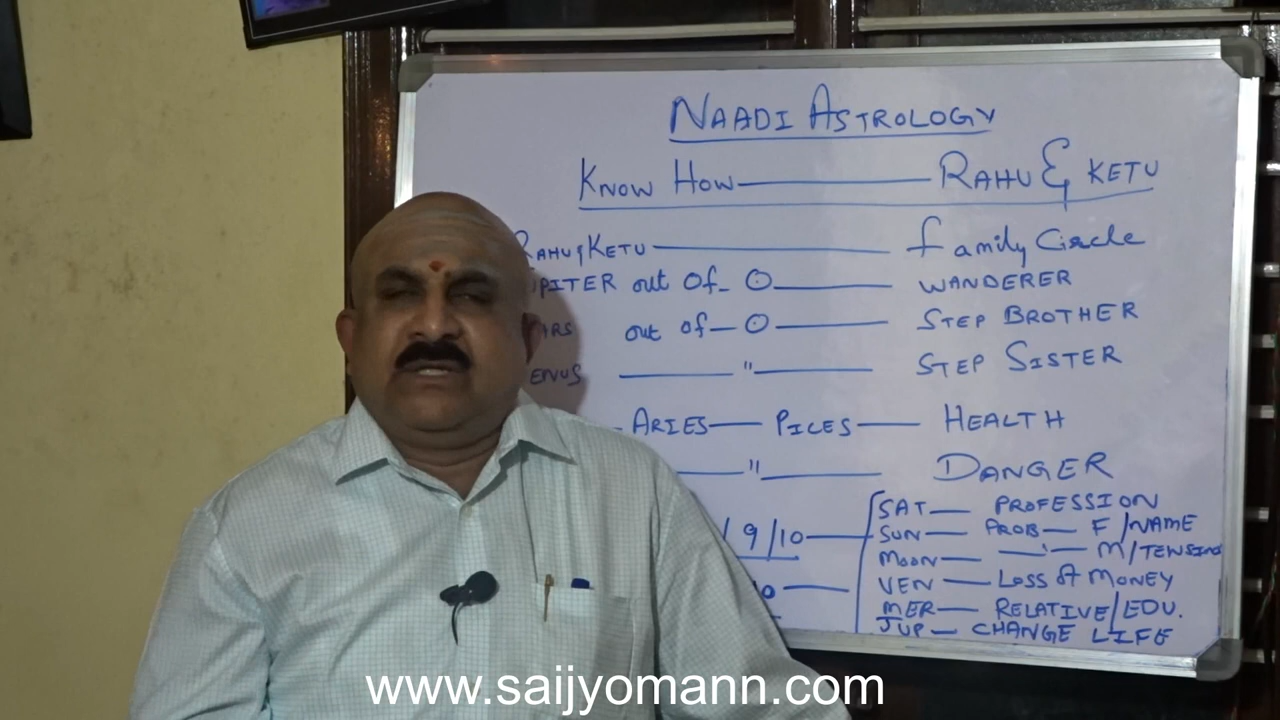 NAADI ASTROLOGY
KNOW HOW — RAHU & KETU
RAHU & KETU — Family Circle
PITER out of — ⊙ — WANDERER
ARS out of — ⊙ — STEP BROTHER
ENUS — " — STEP SISTER
- ARIES — PICES — HEALTH
— " — DANGER
/ 9/10 —
SAT — PROFESSION
SUN — PROB — F/NAME
MOON — " — M/TENSION
VEN — LOSS OF MONEY
MER — RELATIVE/EDU.
JUP — CHANGE LIFE
www.saijyomann.com